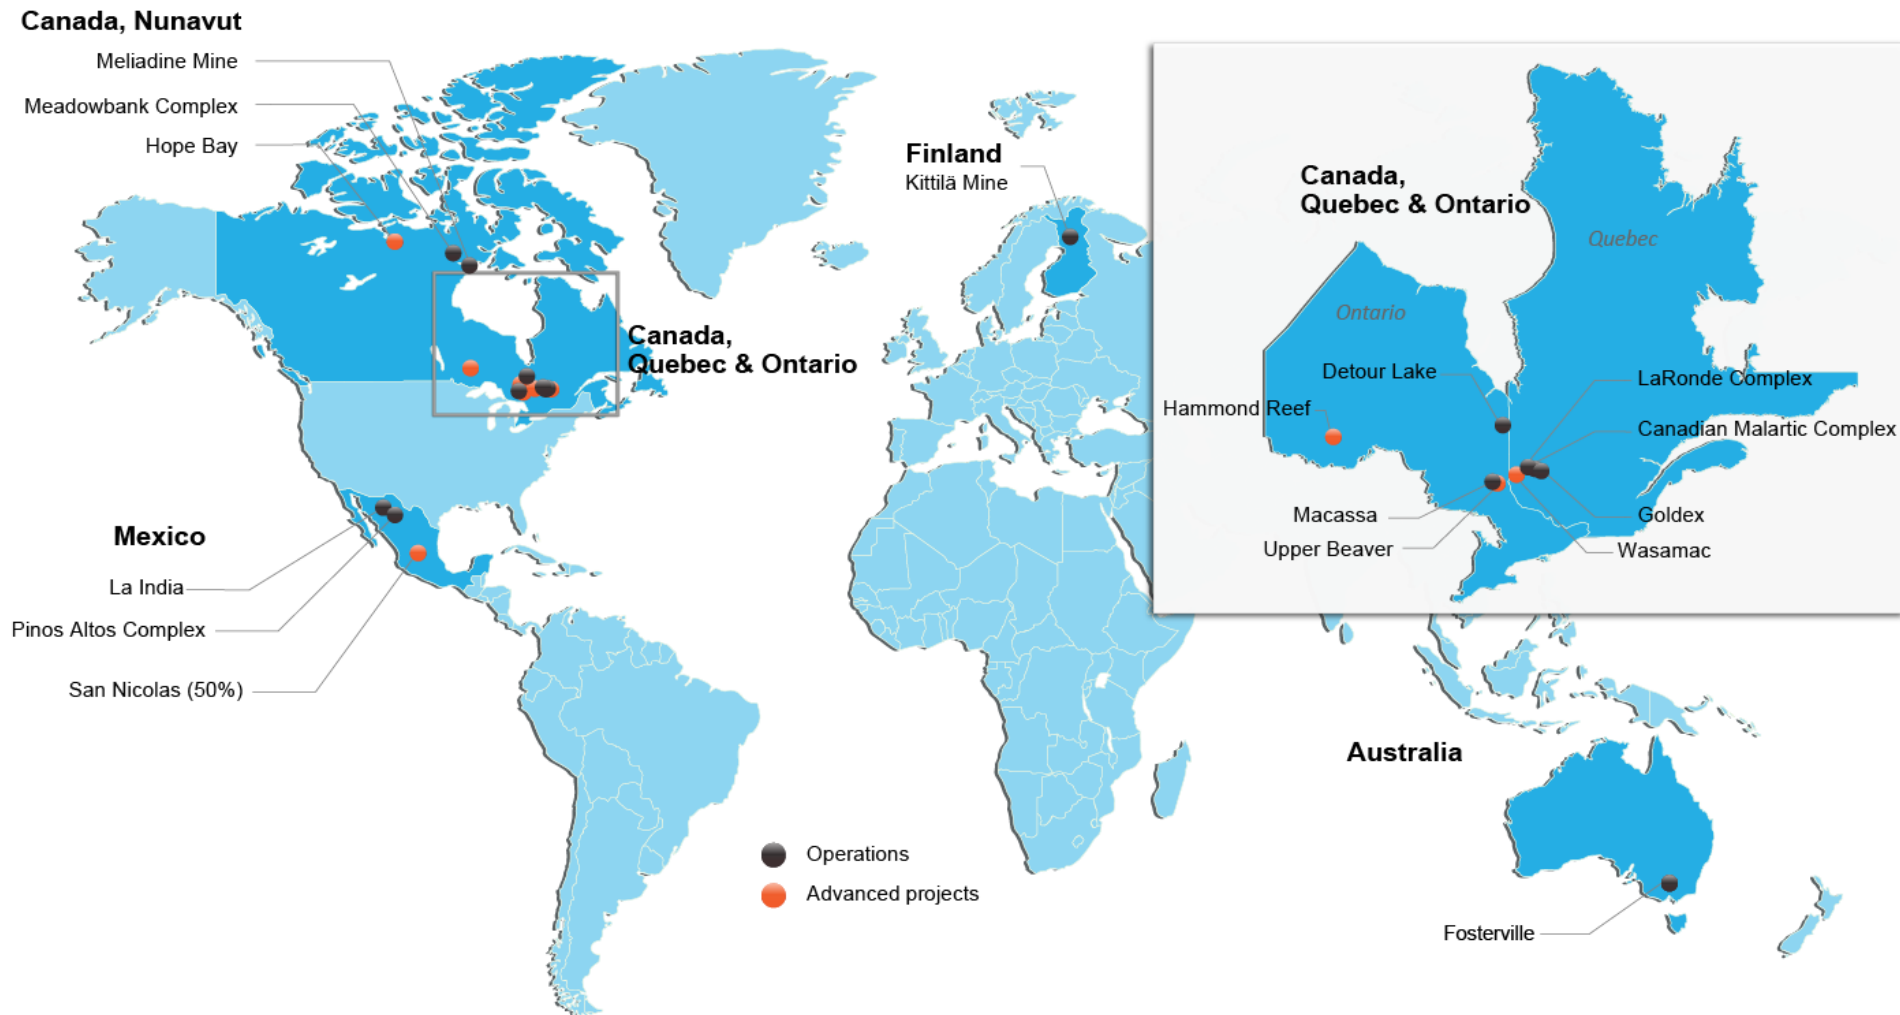 Canada, Nunavut
Meliadine Mine
Meadowbank Complex
Hope Bay
Finland
Kittilä Mine
Canada,
Quebec & Ontario
Mexico
La India
Pinos Altos Complex
San Nicolas (50%)
Operations
Advanced projects
Canada,
Quebec & Ontario
Quebec
Ontario
Detour Lake
LaRonde Complex
Hammond Reef
Canadian Malartic Complex
Macassa
Goldex
Upper Beaver
Wasamac
Australia
Fosterville